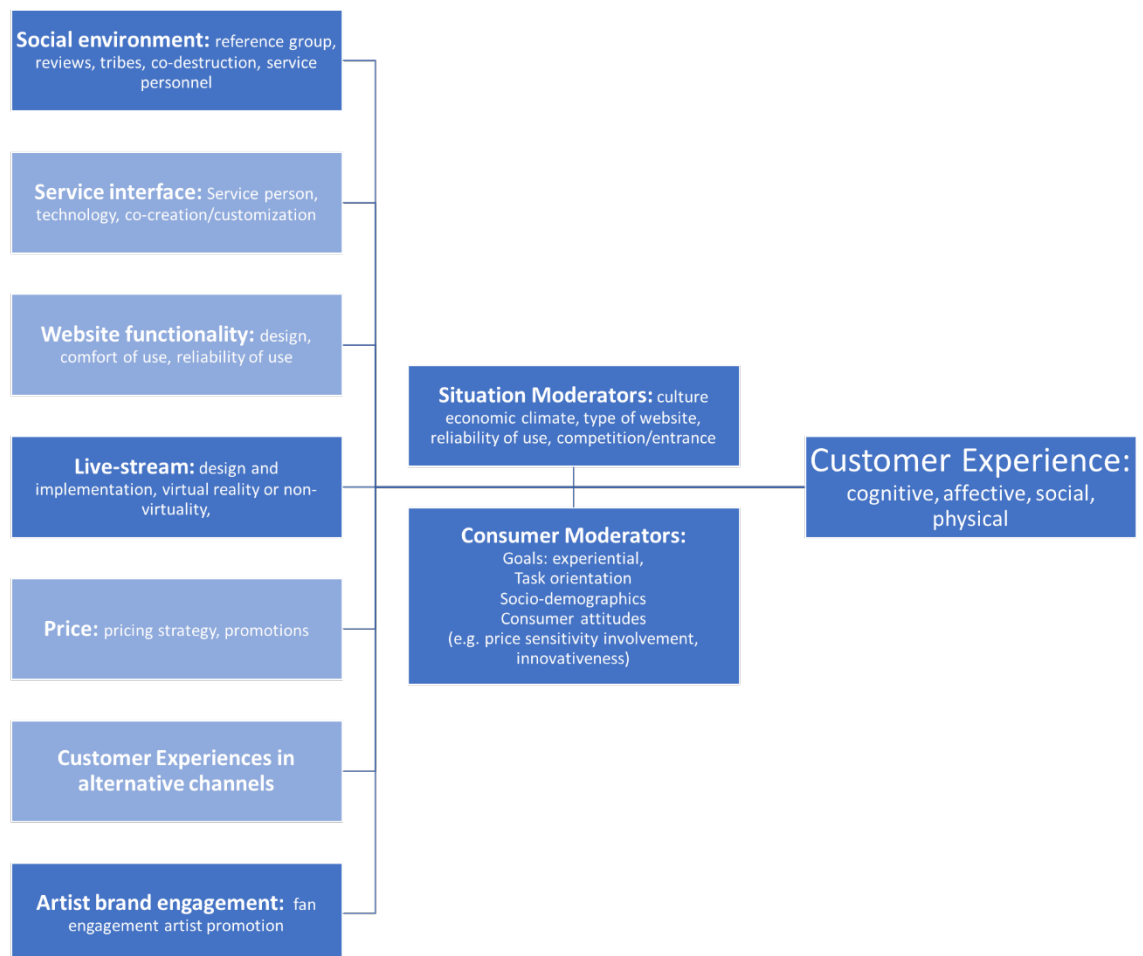 Social environment: reference group,
reviews, tribes, co-destruction, service
personnel
Service interface: Service person,
technology, co-creation/customization
Website functionality: design,
comfort of use, reliability of use
Live-stream: design and
implementation, virtual reality or non-
virtuality,
Price: pricing strategy, promotions
Customer Experiences in
alternative channels
Artist brand engagement: fan
engagement artist promotion
Situation Moderators: culture
economic climate, type of website,
reliability of use, competition/entrance
Consumer Moderators:
Goals: experiential,
Task orientation
Socio-demographics
Consumer attitudes
(e.g. price sensitivity involvement,
innovativeness)
Customer Experience:
cognitive, affective, social,
physical